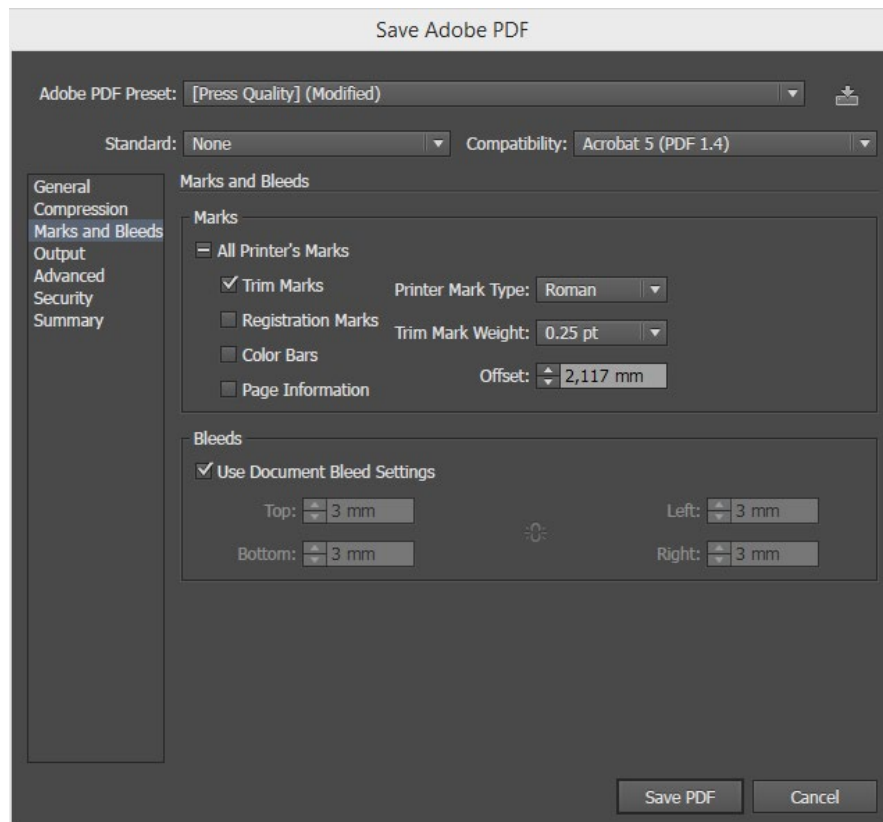 Save Adobe PDF
Adobe PDF Preset: [Press Quality] (Modified)
Standard: None Compatibility: Acrobat 5 (PDF 1.4)
General
Compression
Marks and Bleeds
Output
Advanced
Security
Summary
Marks and Bleeds
Marks
All Printer's Marks
Trim Marks Printer Mark Type: Roman
Registration Marks Trim Mark Weight: 0.25 pt
Color Bars
Offset: 2,117 mm
Page Information
Bleeds
Use Document Bleed Settings
Top: 3 mm Left: 3 mm
Bottom: 3 mm Right: 3 mm
Save PDF Cancel